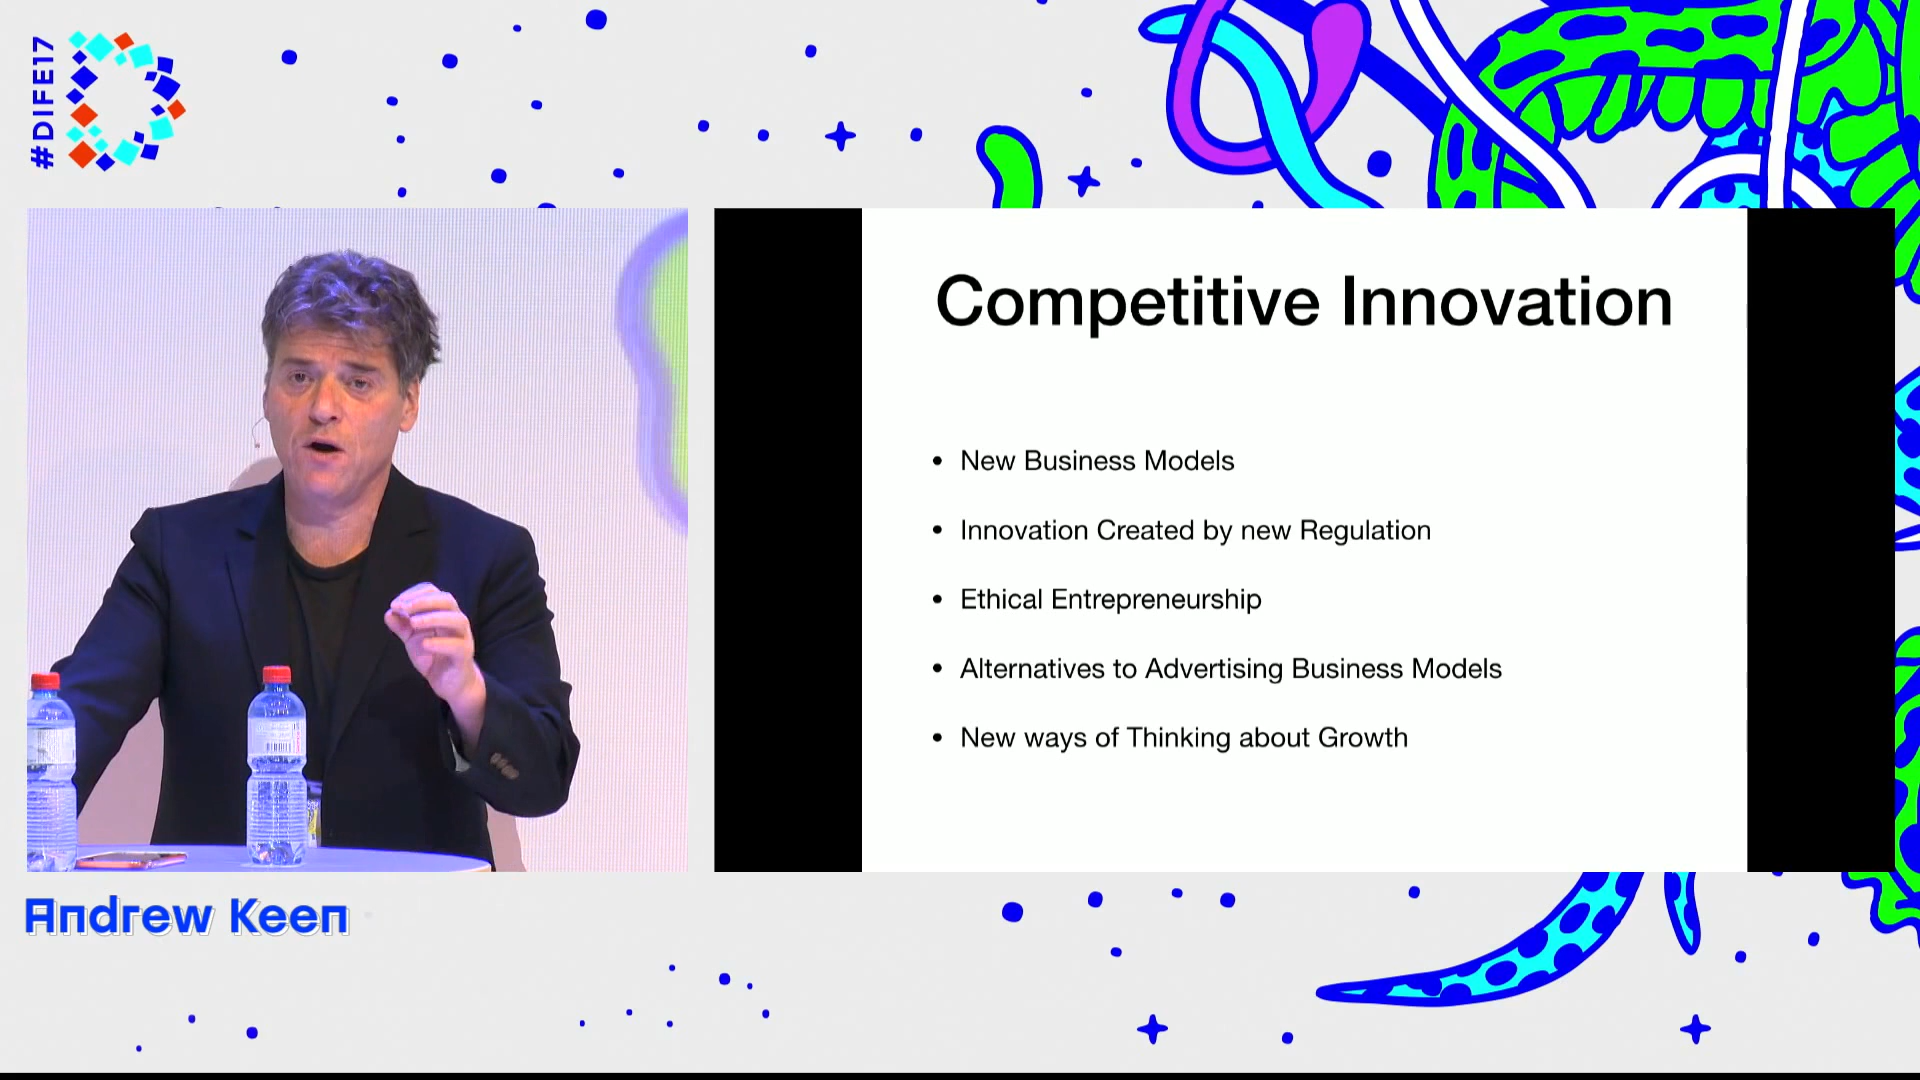 #DIFE17
Competitive Innovation
• New Business Models
• Innovation Created by new Regulation
• Ethical Entrepreneurship
• Alternatives to Advertising Business Models
• New ways of Thinking about Growth
Andrew Keen